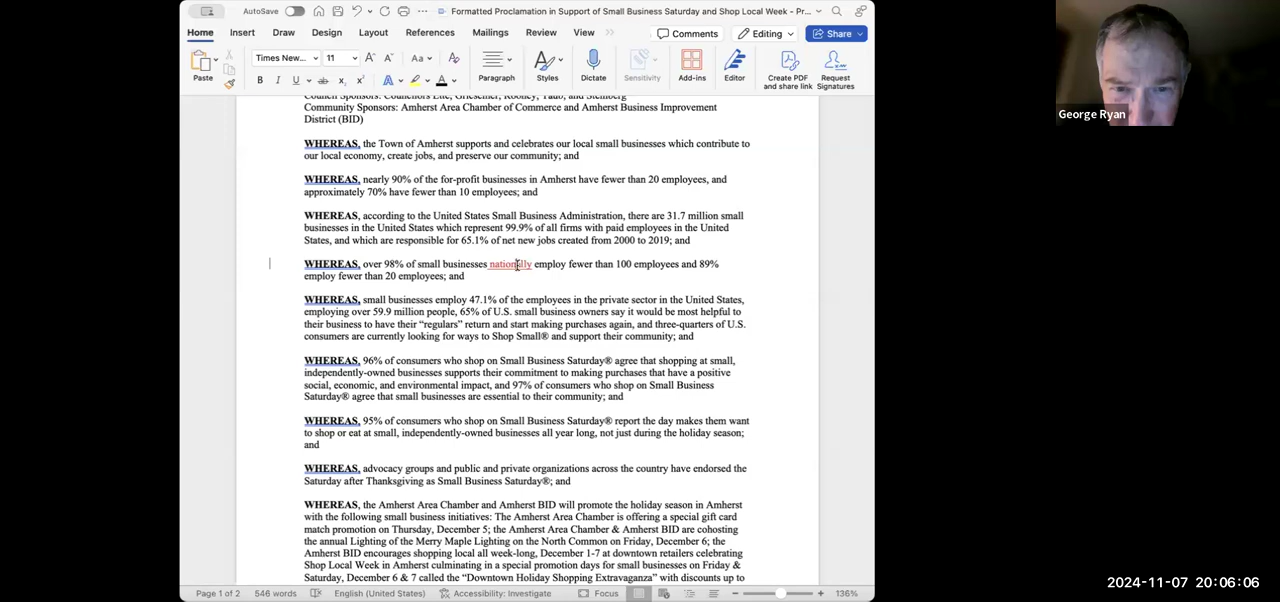 AutoSave
Formatted Proclamation in Support of Small Business Saturday and Shop Local Week - Pr...
Home Insert Draw Design Layout References Mailings Review View
Comments Editing Share
Times New... 11 Aa
Paste B I U ab x x A A Paragraph Styles Dictate Sensitivity Add-ins Editor Create PDF and share link Request Signatures
Community Sponsors: Amherst Area Chamber of Commerce and Amherst Business Improvement
District (BID)
WHEREAS, the Town of Amherst supports and celebrates our local small businesses which contribute to
our local economy, create jobs, and preserve our community; and
WHEREAS, nearly 90% of the for-profit businesses in Amherst have fewer than 20 employees, and
approximately 70% have fewer than 10 employees; and
WHEREAS, according to the United States Small Business Administration, there are 31.7 million small
businesses in the United States which represent 99.9% of all firms with paid employees in the United
States, and which are responsible for 65.1% of net new jobs created from 2000 to 2019; and
WHEREAS, over 98% of small businesses nationally employ fewer than 100 employees and 89%
employ fewer than 20 employees; and
WHEREAS, small businesses employ 47.1% of the employees in the private sector in the United States,
employing over 59.9 million people, 65% of U.S. small business owners say it would be most helpful to
their business to have their “regulars” return and start making purchases again, and three-quarters of U.S.
consumers are currently looking for ways to Shop Small® and support their community; and
WHEREAS, 96% of consumers who shop on Small Business Saturday® agree that shopping at small,
independently-owned businesses supports their commitment to making purchases that have a positive
social, economic, and environmental impact, and 97% of consumers who shop on Small Business
Saturday® agree that small businesses are essential to their community; and
WHEREAS, 95% of consumers who shop on Small Business Saturday® report the day makes them want
to shop or eat at small, independently-owned businesses all year long, not just during the holiday season;
and
WHEREAS, advocacy groups and public and private organizations across the country have endorsed the
Saturday after Thanksgiving as Small Business Saturday®; and
WHEREAS, the Amherst Area Chamber and Amherst BID will promote the holiday season in Amherst
with the following small business initiatives: The Amherst Area Chamber is offering a special gift card
match promotion on Thursday, December 5; the Amherst Area Chamber & Amherst BID are cohosting
the annual Lighting of the Merry Maple Lighting on the North Common on Friday, December 6; the
Amherst BID encourages shopping local all week-long, December 1-7 at downtown retailers celebrating
Shop Local Week in Amherst culminating in a special promotion days for small businesses on Friday &
Saturday, December 6 & 7 called the “Downtown Holiday Shopping Extravaganza” with discounts up to
Page 1 of 2 546 words English (United States) Accessibility: Investigate Focus 136%
George Ryan
2024-11-07 20:06:06